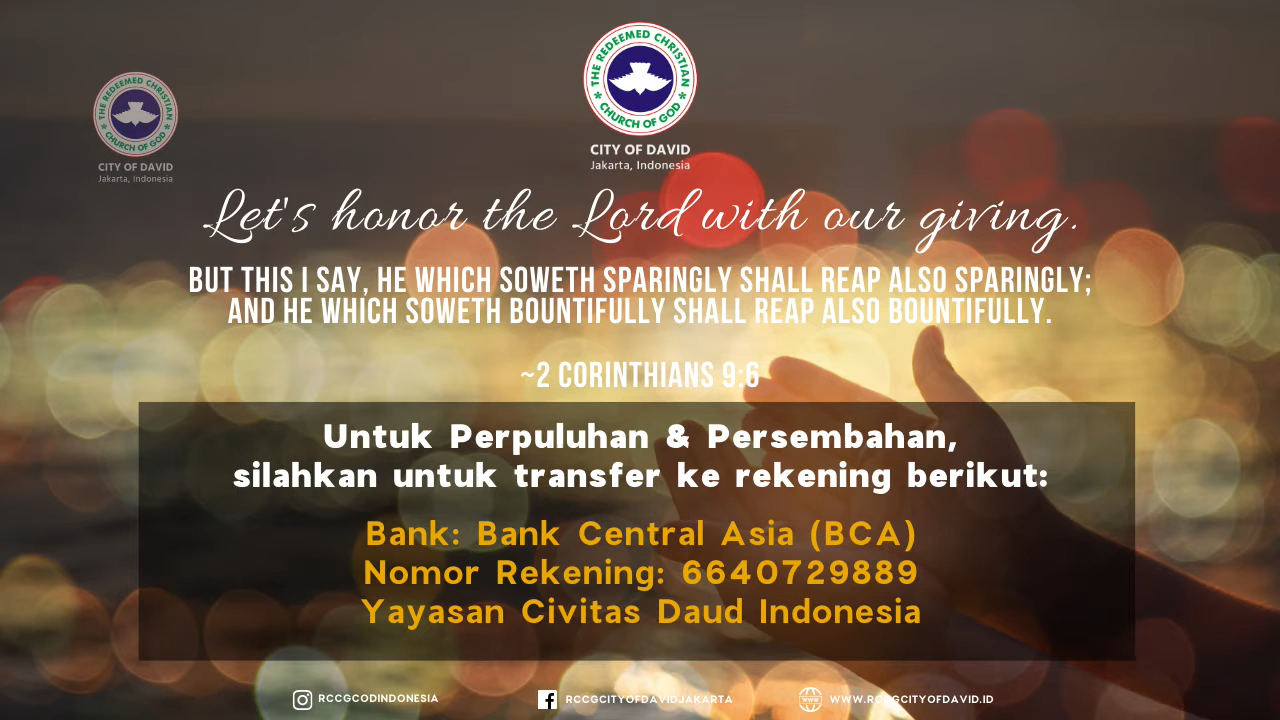 THE REDEEMED CHRISTIAN
CHURCH OF GOD
CITY OF DAVID
Jakarta, Indonesia
THE REDEEMED CHRISTIAN
CHURCH OF GOD
CITY OF DAVID
Jakarta, Indonesia
Let's honor the Lord with our giving.
BUT THIS I SAY, HE WHICH SOWETH SPARINGLY SHALL REAP ALSO SPARINGLY;
AND HE WHICH SOWETH BOUNTIFULLY SHALL REAP ALSO BOUNTIFULLY.
~2 CORINTHIANS 9:6
Untuk Perpuluhan & Persembahan,
silahkan untuk transfer ke rekening berikut:
Bank: Bank Central Asia (BCA)
Nomor Rekening: 6640729889
Yayasan Civitas Daud Indonesia
RCCGCODINDONESIA
RCCGCITYOFDAVIDJAKARTA
WWW.RCCGCITYOFDAVID.ID